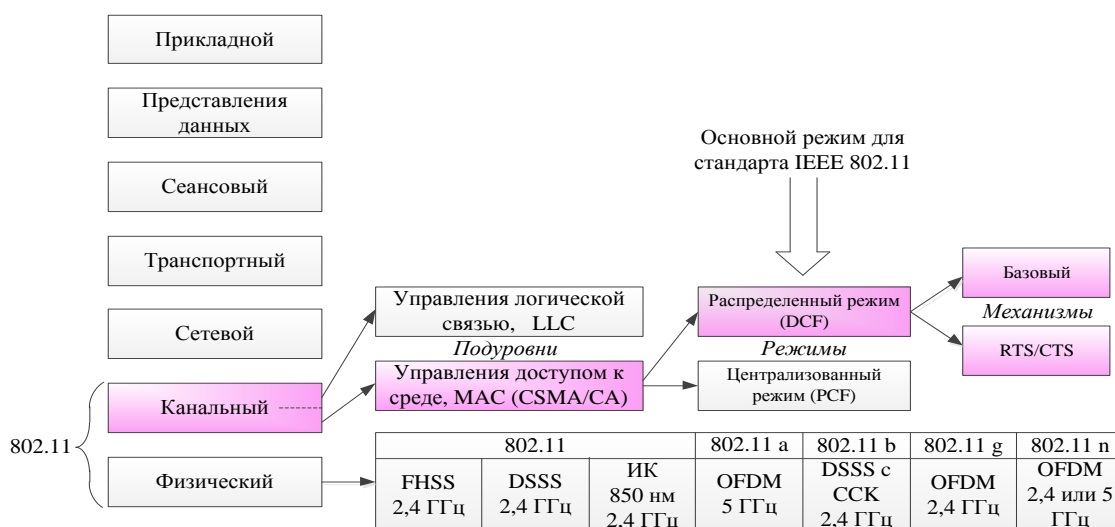 Прикладной
Представления
данных
Сеансовый
Транспортный
Сетевой
Канальный
Физический
802.11
Управления логической
связью, LLC
Подуровни
Управления доступом к
среде, MAC (CSMA/CA)
Основной режим для
стандарта IEEE 802.11
Распределенный режим
(DCF)
Режимы
Централизованный
режим (PCF)
Базовый
Механизмы
RTS/CTS
802.11
802.11 a
802.11 b
802.11 g
802.11 n
FHSS
2,4 ГГц
DSSS
2,4 ГГц
ИК
850 нм
2,4 ГГц
OFDM
5 ГГц
DSSS с
CCK
2,4 ГГц
OFDM
2,4 ГГц
OFDM
2,4 или 5
ГГц